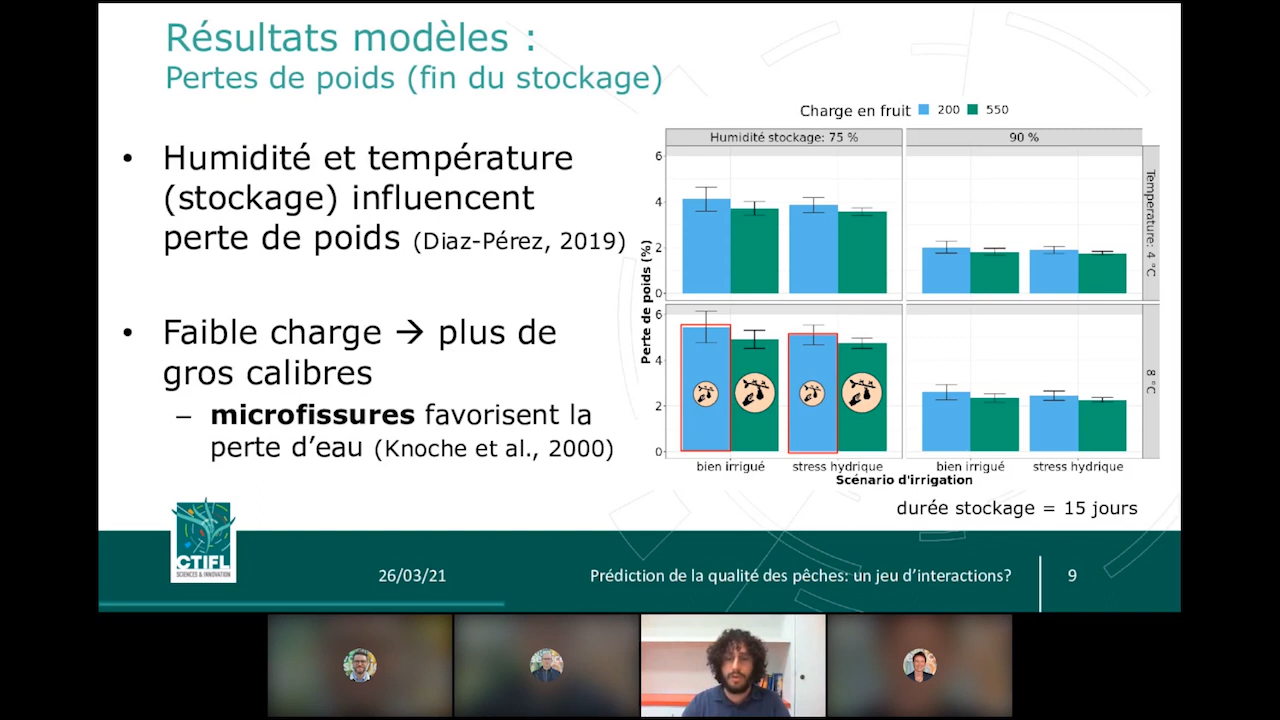 Résultats modèles :
Pertes de poids (fin du stockage)
• Humidité et température
(stockage) influencent
perte de poids (Diaz-Pérez, 2019)
• Faible charge → plus de
gros calibres
– microfissures favorisent la
perte d'eau (Knoche et al., 2000)
Charge en fruit 200 550
Humidité stockage: 75 % 90 %
Temperature: 4 °C
8 °C
Perte de poids (%)
6
4
2
0
6
4
2
0
bien irrigué stress hydrique bien irrigué stress hydrique
Scénario d'irrigation
durée stockage = 15 jours
CTIFL
SCIENCES & INNOVATION
26/03/21 Prédiction de la qualité des pêches: un jeu d'interactions? 9